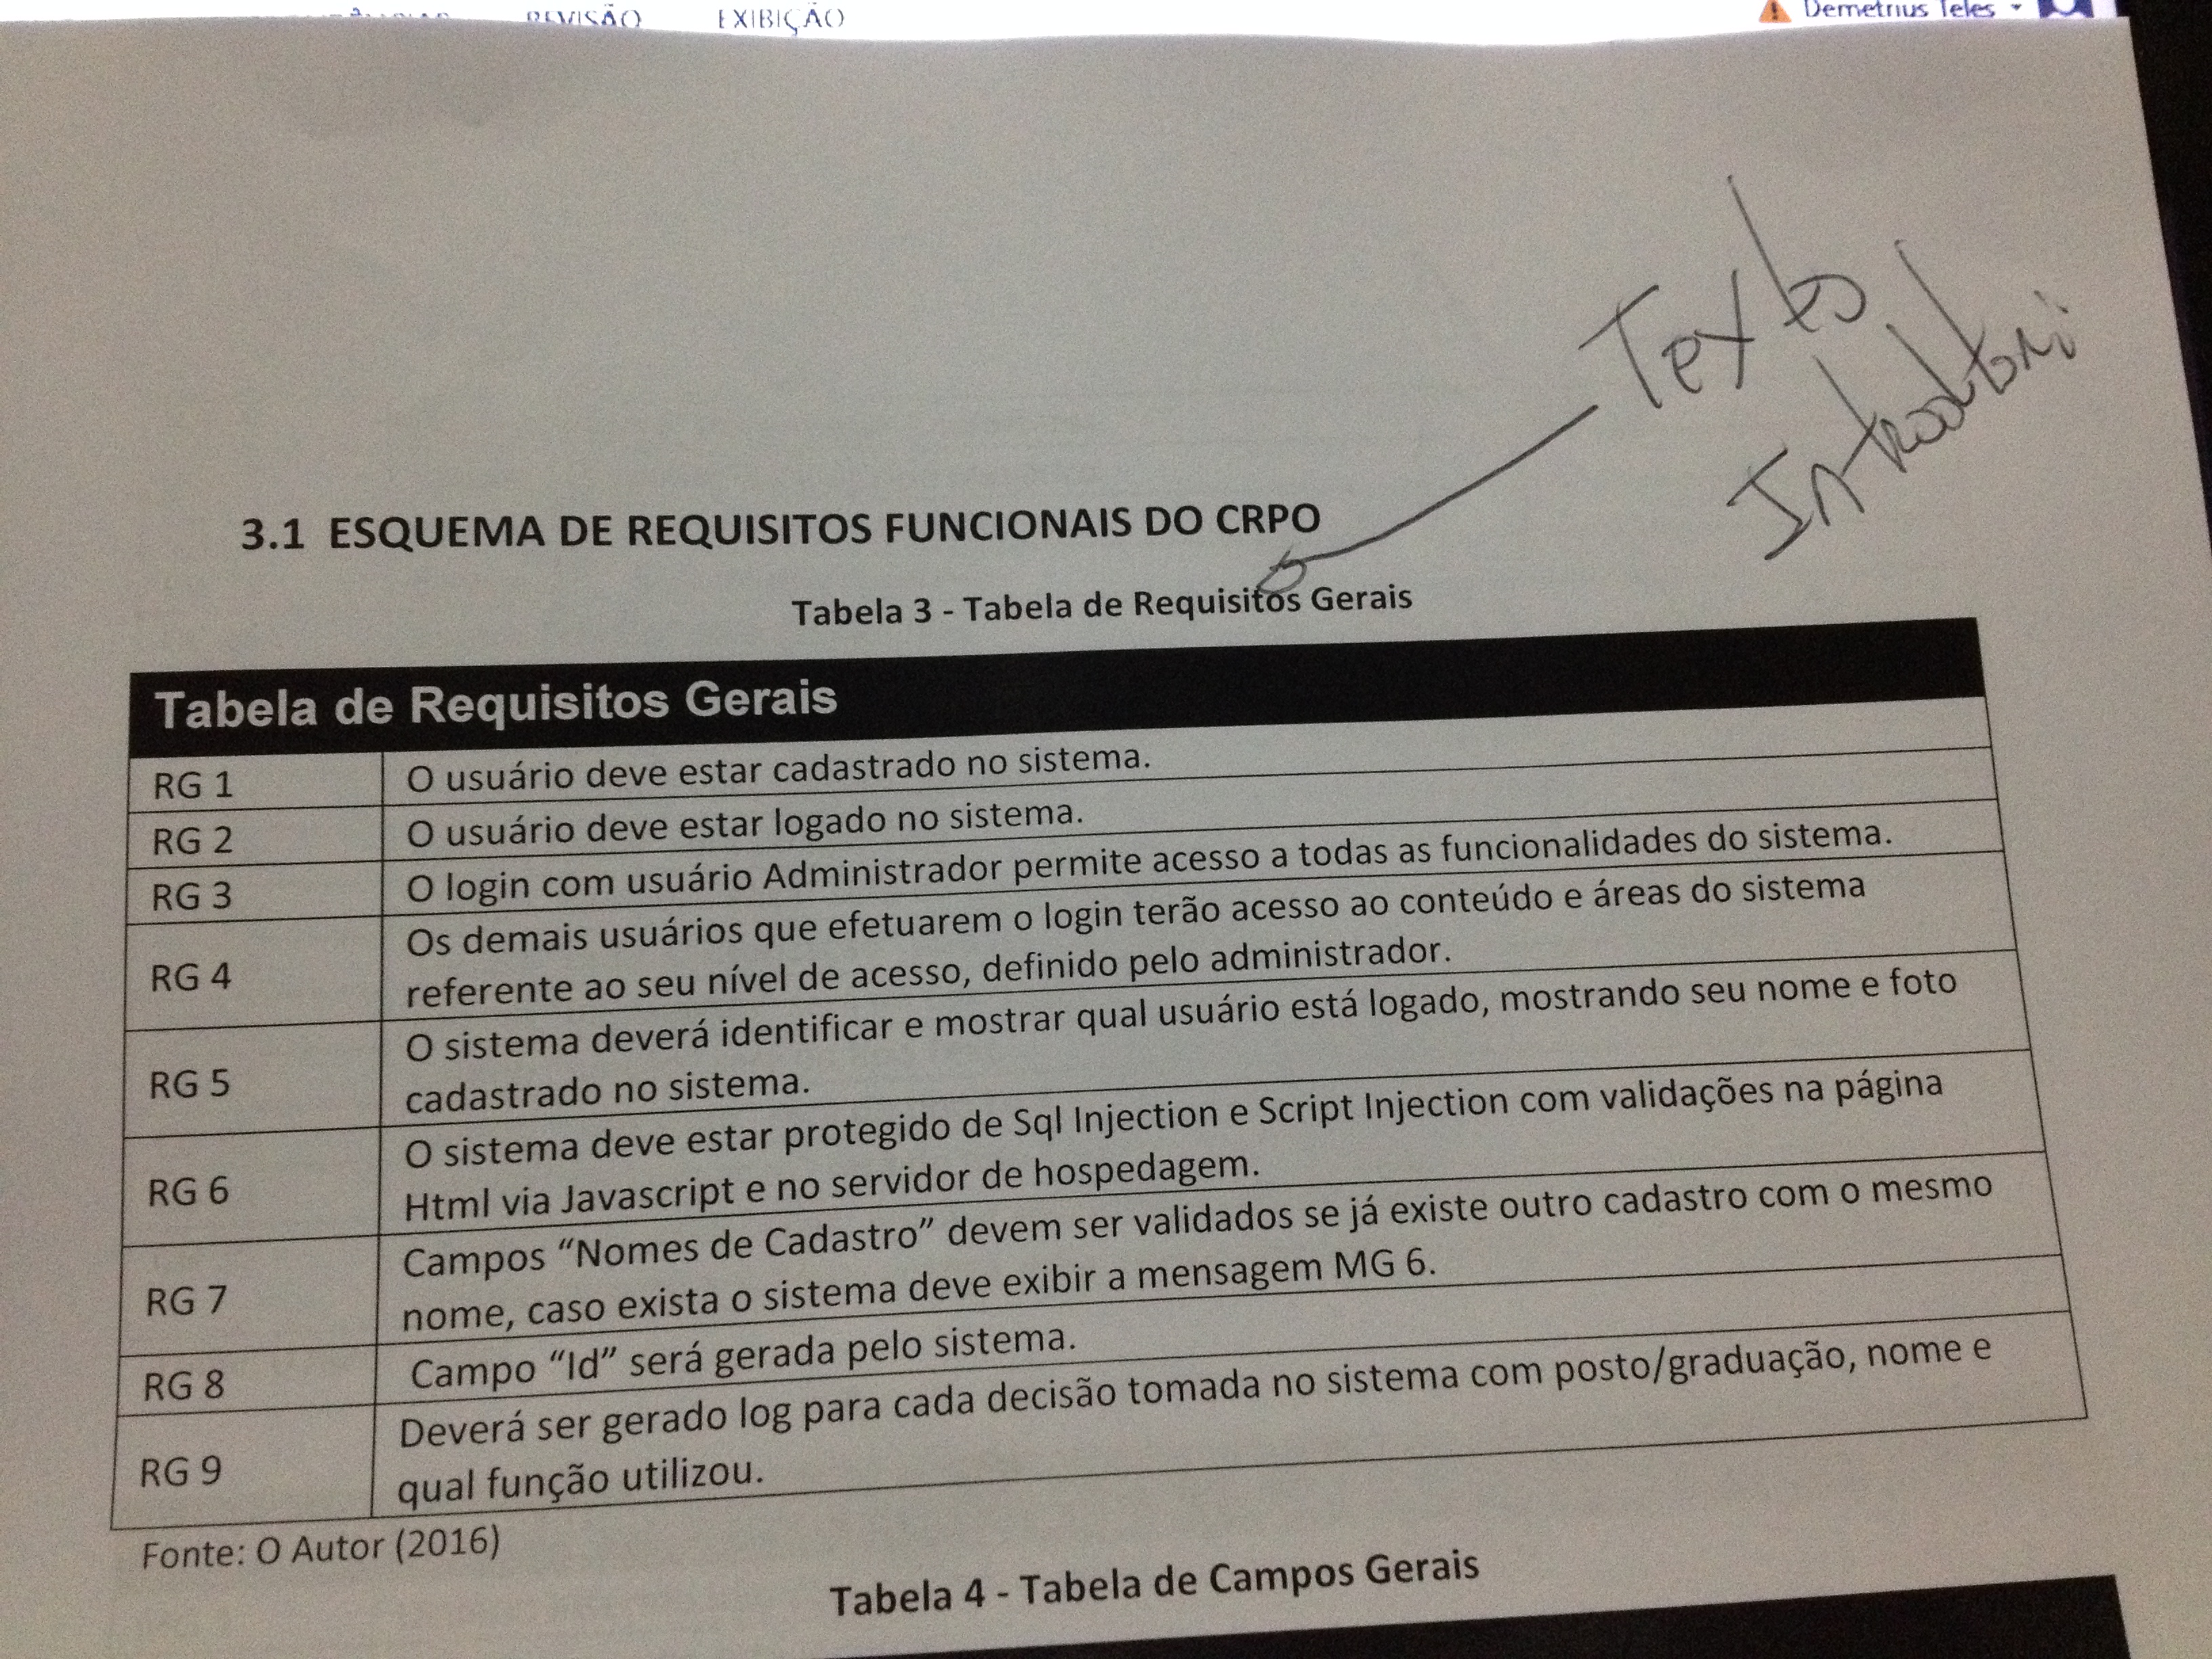 REVISÃO EXIBIÇÃO Demetrius Teles
Texto
3.1 ESQUEMA DE REQUISITOS FUNCIONAIS DO CRPO
Tabela 3 - Tabela de Requisitos Gerais
Tabela de Requisitos Gerais
RG 1 O usuário deve estar cadastrado no sistema.
RG 2 O usuário deve estar logado no sistema.
RG 3 O login com usuário Administrador permite acesso a todas as funcionalidades do sistema.
RG 4 Os demais usuários que efetuarem o login terão acesso ao conteúdo e áreas do sistema
referente ao seu nível de acesso, definido pelo administrador.
RG 5 O sistema deverá identificar e mostrar qual usuário está logado, mostrando seu nome e foto
cadastrado no sistema.
RG 6 O sistema deve estar protegido de Sql Injection e Script Injection com validações na página
Html via Javascript e no servidor de hospedagem.
RG 7 Campos “Nomes de Cadastro” devem ser validados se já existe outro cadastro com o mesmo
nome, caso exista o sistema deve exibir a mensagem MG 6.
RG 8 Campo “Id” será gerada pelo sistema.
RG 9 Deverá ser gerado log para cada decisão tomada no sistema com posto/graduação, nome e
qual função utilizou.
Fonte: O Autor (2016)
Tabela 4 - Tabela de Campos Gerais